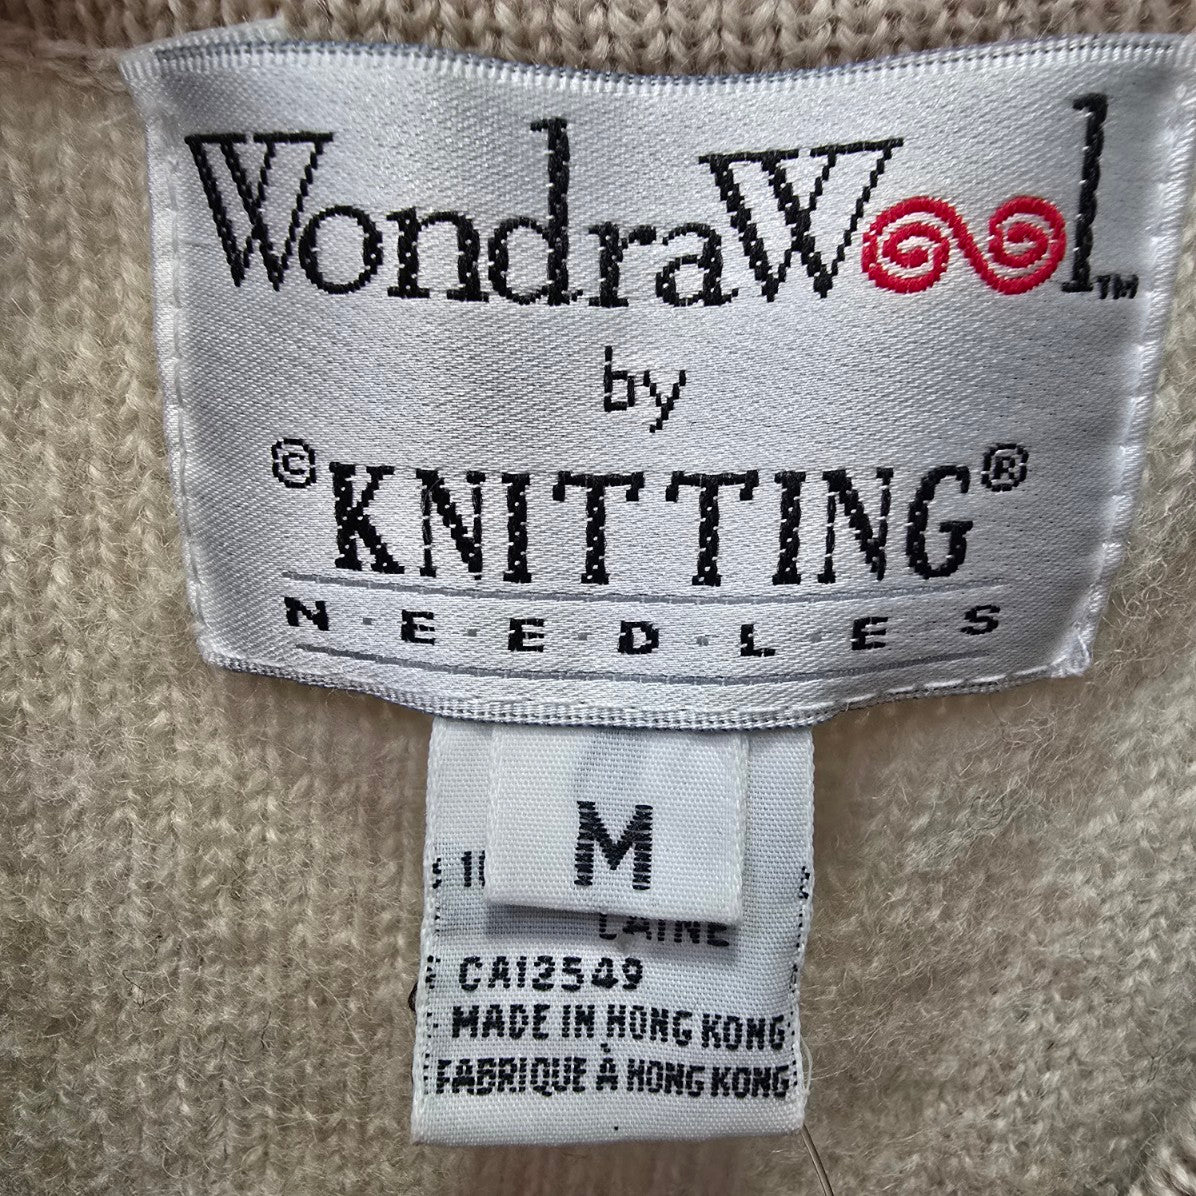 WondraWool™
by
©KNITTING®
N·E·E·D·L·E·S
M
LAINE
CA12549
MADE IN HONG KONG
FABRIQUE À HONG KONG